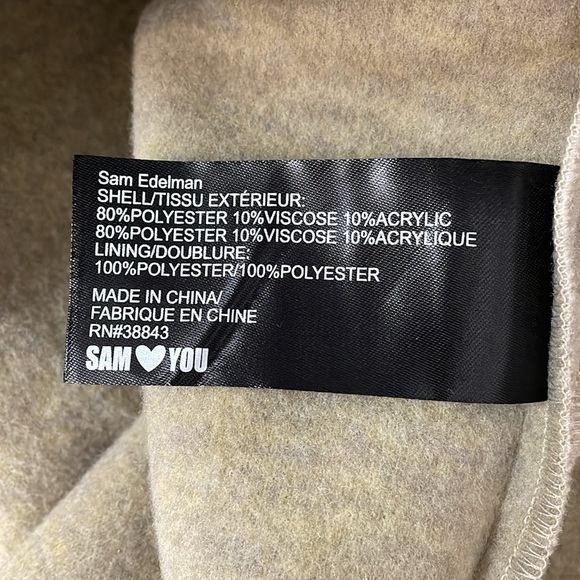 Sam Edelman
SHELL/TISSU EXTÉRIEUR:
80%POLYESTER 10%VISCOSE 10%ACRYLIC
80%POLYESTER 10%VISCOSE 10%ACRYLIQUE
LINING/DOUBLURE:
100%POLYESTER/100%POLYESTER
MADE IN CHINA/
FABRIQUE EN CHINE
RN#38843
SAM ♥ YOU